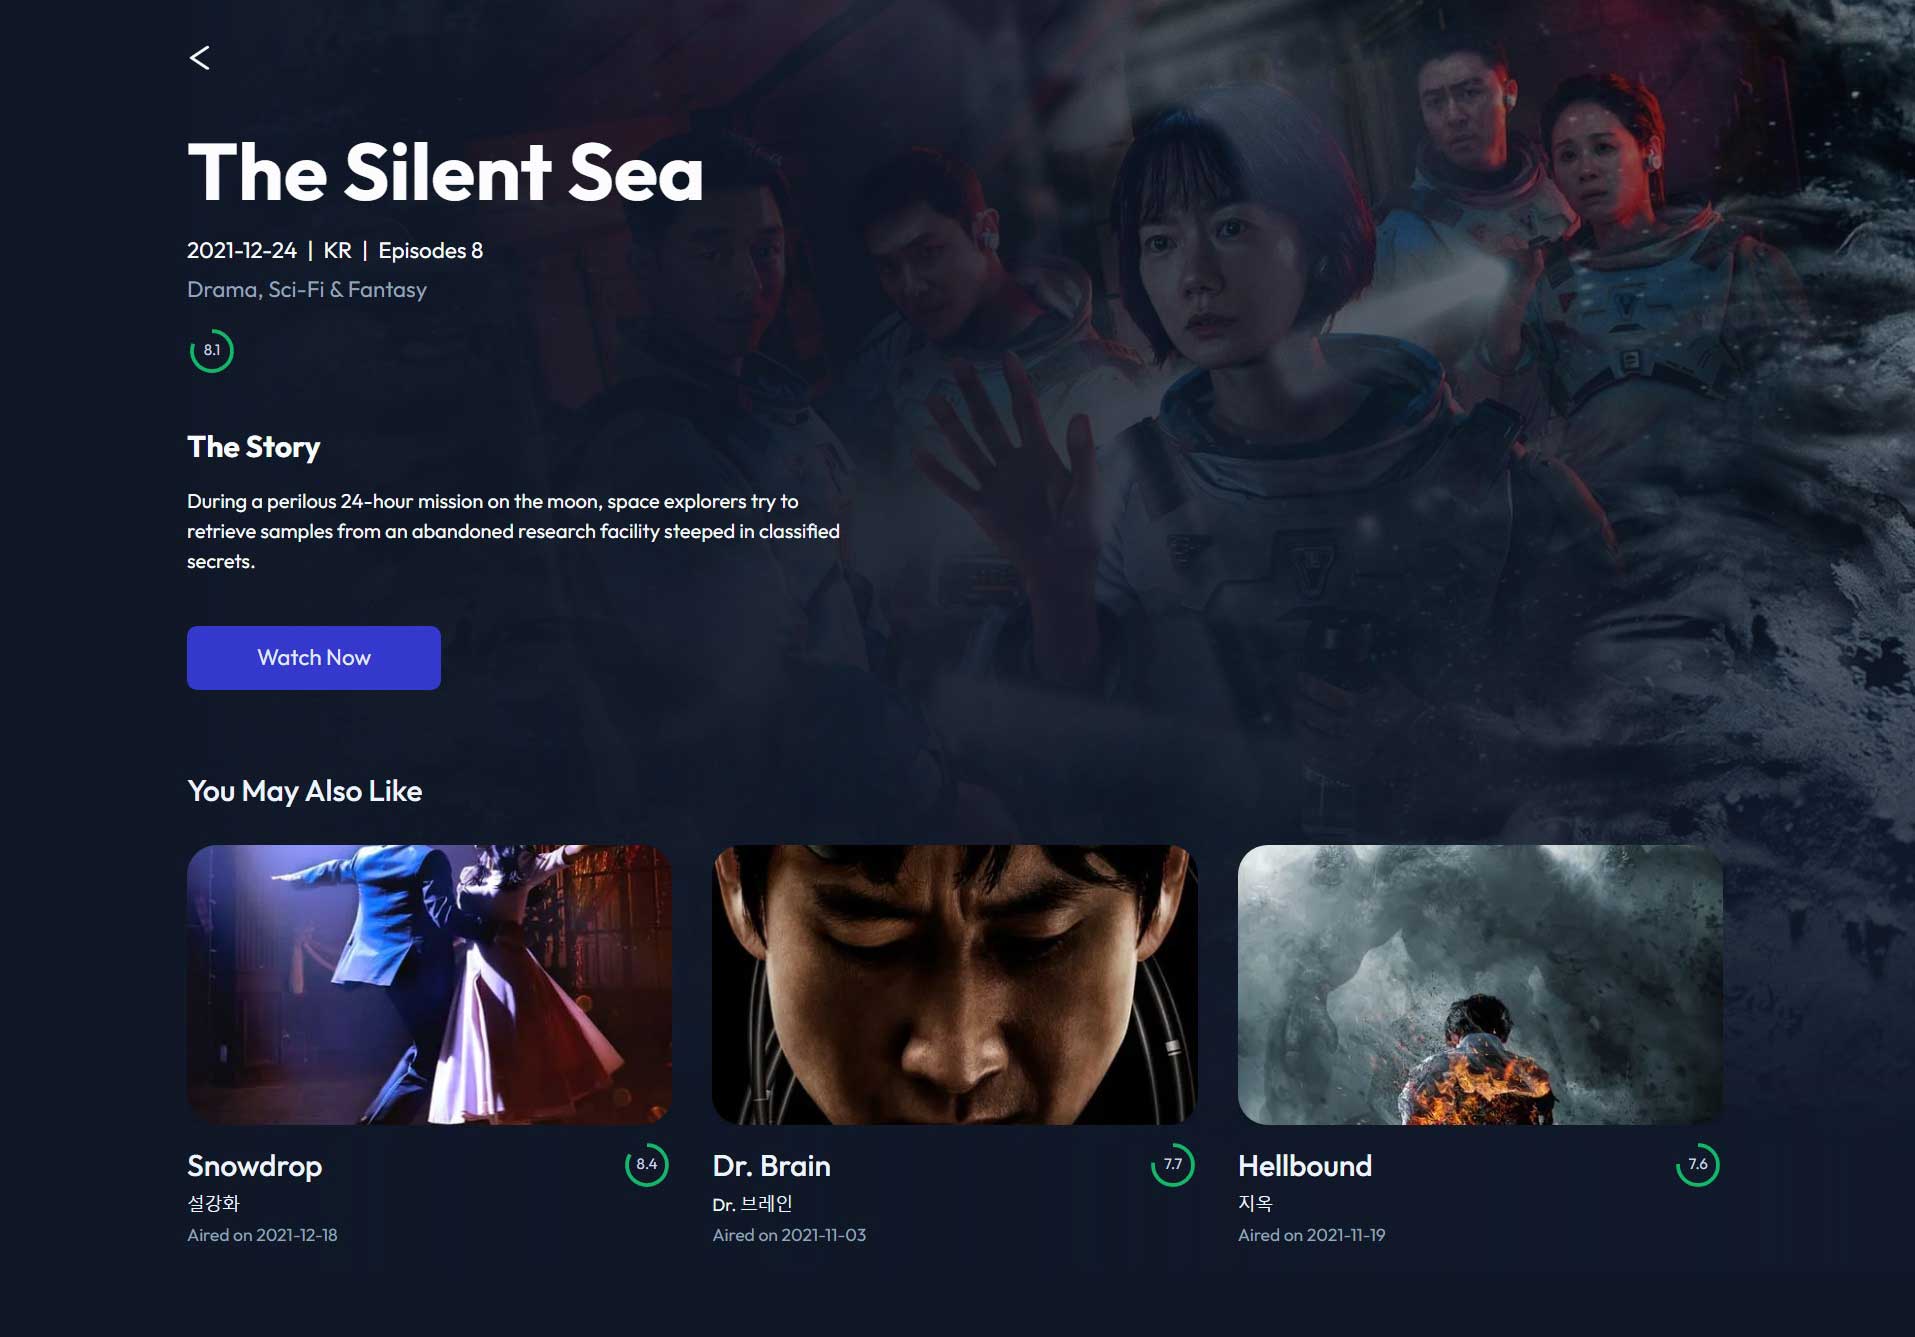 The Silent Sea
2021-12-24 | KR | Episodes 8
Drama, Sci-Fi & Fantasy
8.1
The Story
During a perilous 24-hour mission on the moon, space explorers try to
retrieve samples from an abandoned research facility steeped in classified
secrets.
Watch Now
You May Also Like
Snowdrop
8.4
설강화
Aired on 2021-12-18
Dr. Brain
7.7
Dr. 브레인
Aired on 2021-11-03
Hellbound
7.6
지옥
Aired on 2021-11-19